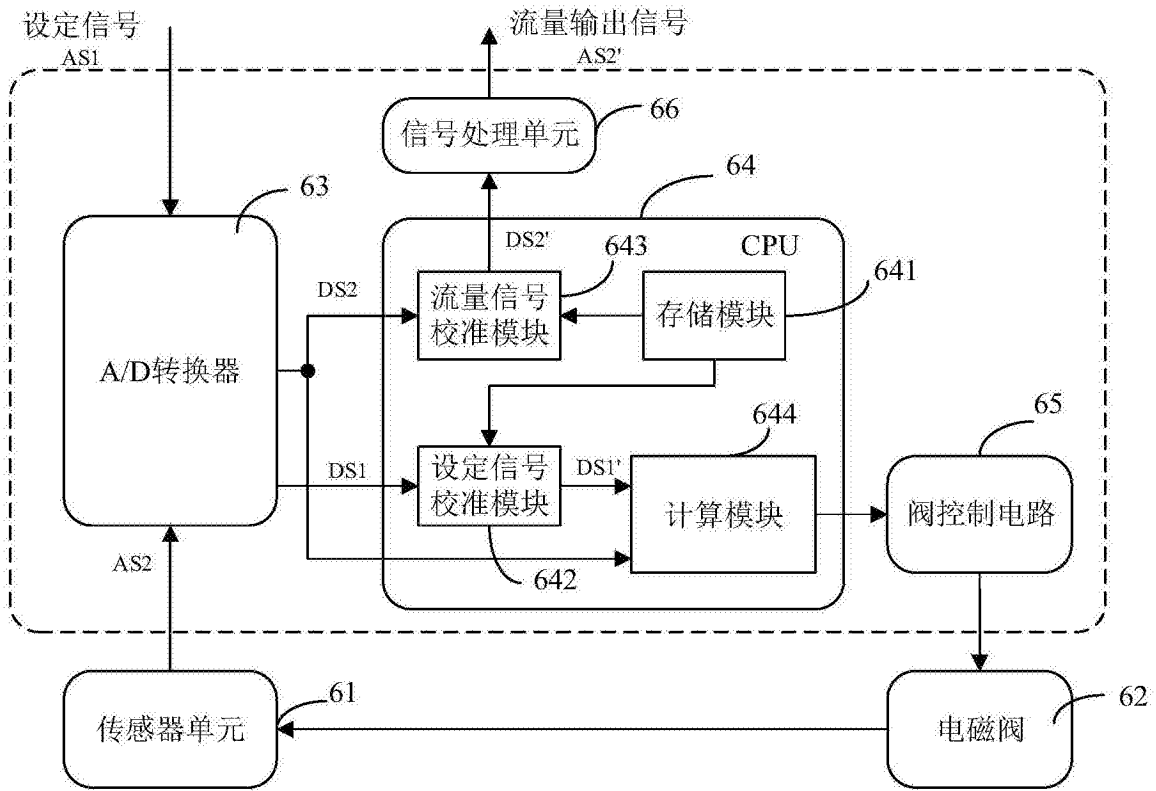 设定信号
AS1
流量输出信号
AS2'
信号处理单元
66
63
64
CPU
DS2'
643
641
DS2
流量信号
校准模块
存储模块
A/D转换器
644
65
DS1
设定信号
校准模块
DS1'
计算模块
阀控制电路
AS2
642
61
传感器单元
电磁阀
62